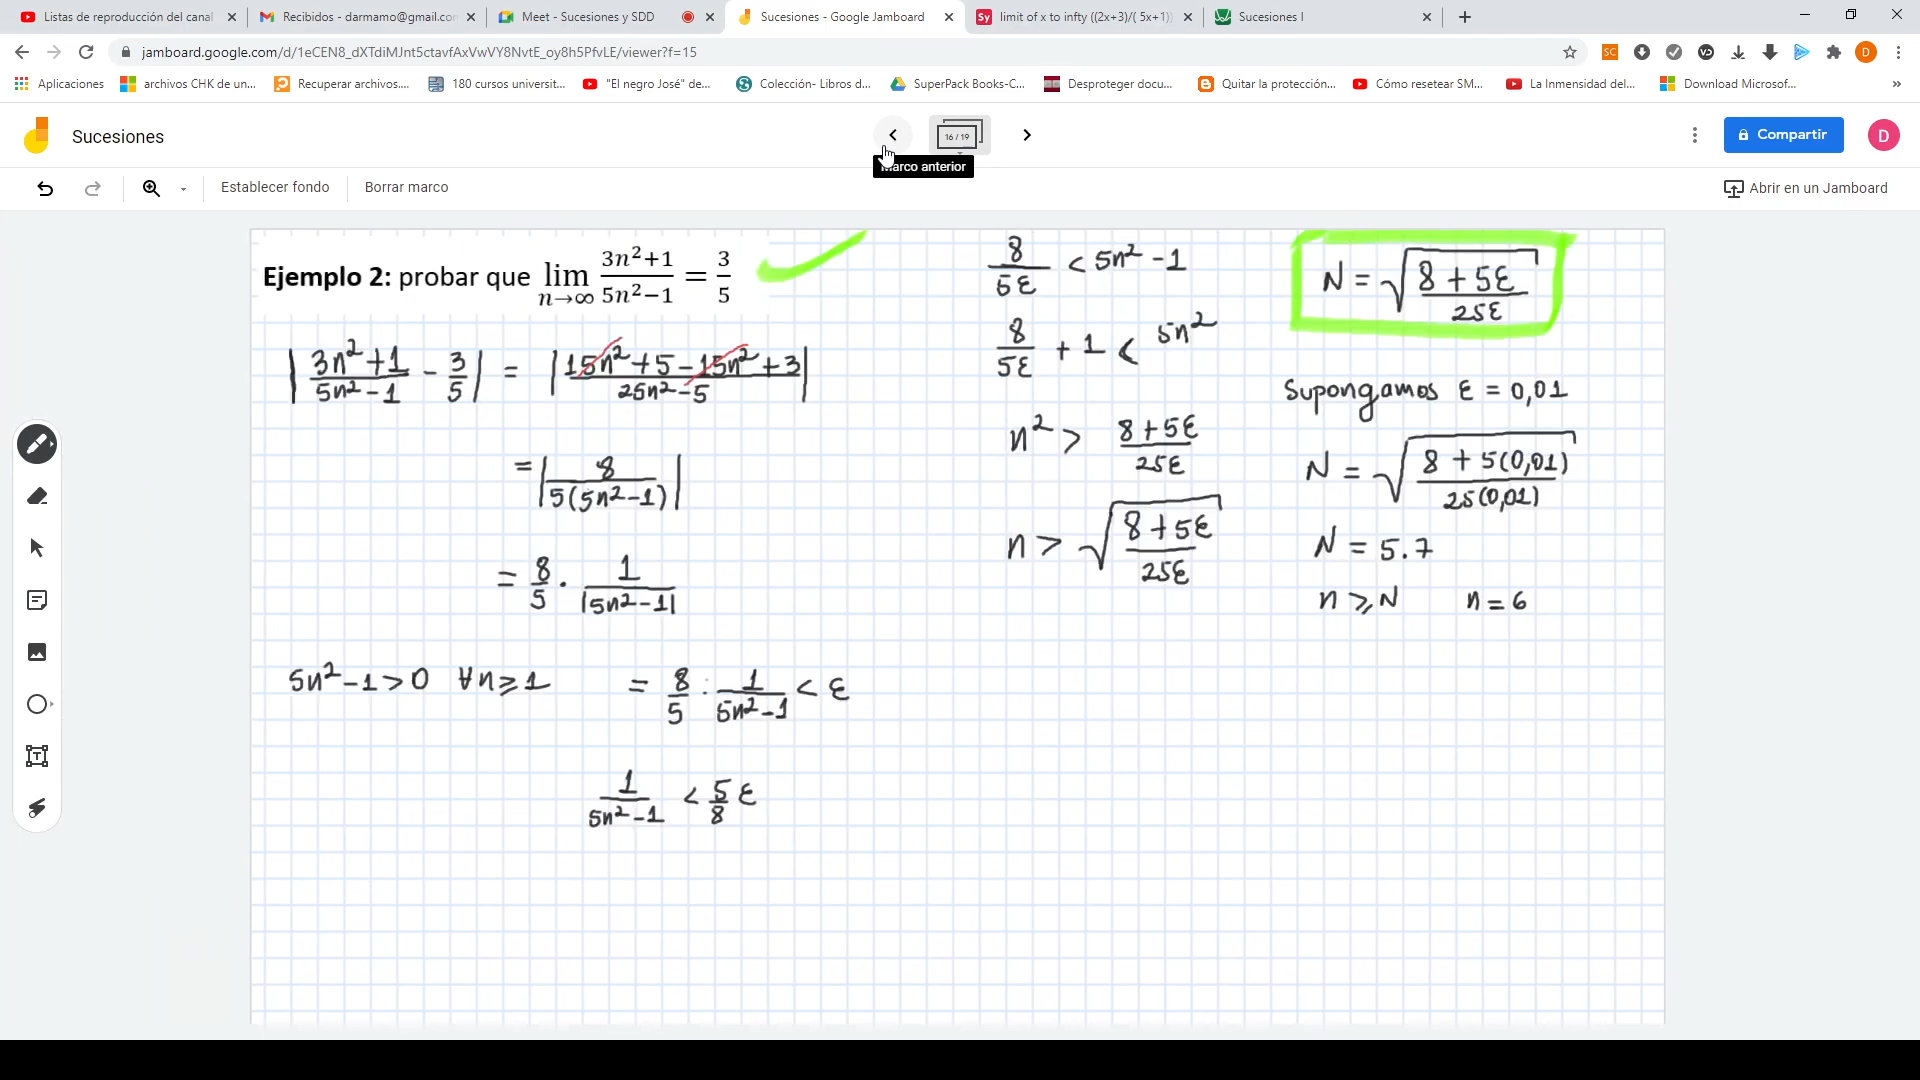 Listas de reproducción del canal
Recibidos - darmamo@gmail.com
Meet - Sucesiones y SDD
Sucesiones - Google Jamboard
Sy limit of x to infty ((2x+3)/( 5x+1))
Sucesiones I
jamboard.google.com/d/1eCEN8_dXTdiMJnt5ctavfAxVwVY8NvtE_oy8h5PfvLE/viewer?f=15
SC
D
Aplicaciones
archivos CHK de un...
Recuperar archivos....
180 cursos universit...
"El negro José" de...
Colección- Libros d...
SuperPack Books-C...
Desproteger docu...
Quitar la protección...
Cómo resetear SM...
La Inmensidad del...
Download Microsof...
»
Sucesiones
16 / 19
Compartir
D
Marco anterior
Establecer fondo
Borrar marco
Abrir en un Jamboard
Ejemplo 2: probar que lim n→∞ (3n²+1)/(5n²−1) = 3/5
|(3n²+1)/(5n²-1) - 3/5| = |(15n²+5-15n²+3)/(25n²-5)|
= |8/(5(5n²-1))|
= 8/5 · 1/|5n²-1|
5n²-1>0 ∀n⩾1 = 8/5 · 1/(5n²-1) < ε
1/(5n²-1) < 5/8 ε
8/5ε < 5n²-1
8/5ε + 1 < 5n²
n² > (8+5ε)/25ε
n > √((8+5ε)/25ε)
N = √((8+5ε)/25ε)
Supongamos ε = 0,01
N = √((8+5(0,01))/25(0,01))
N = 5.7
n ⩾ N n = 6